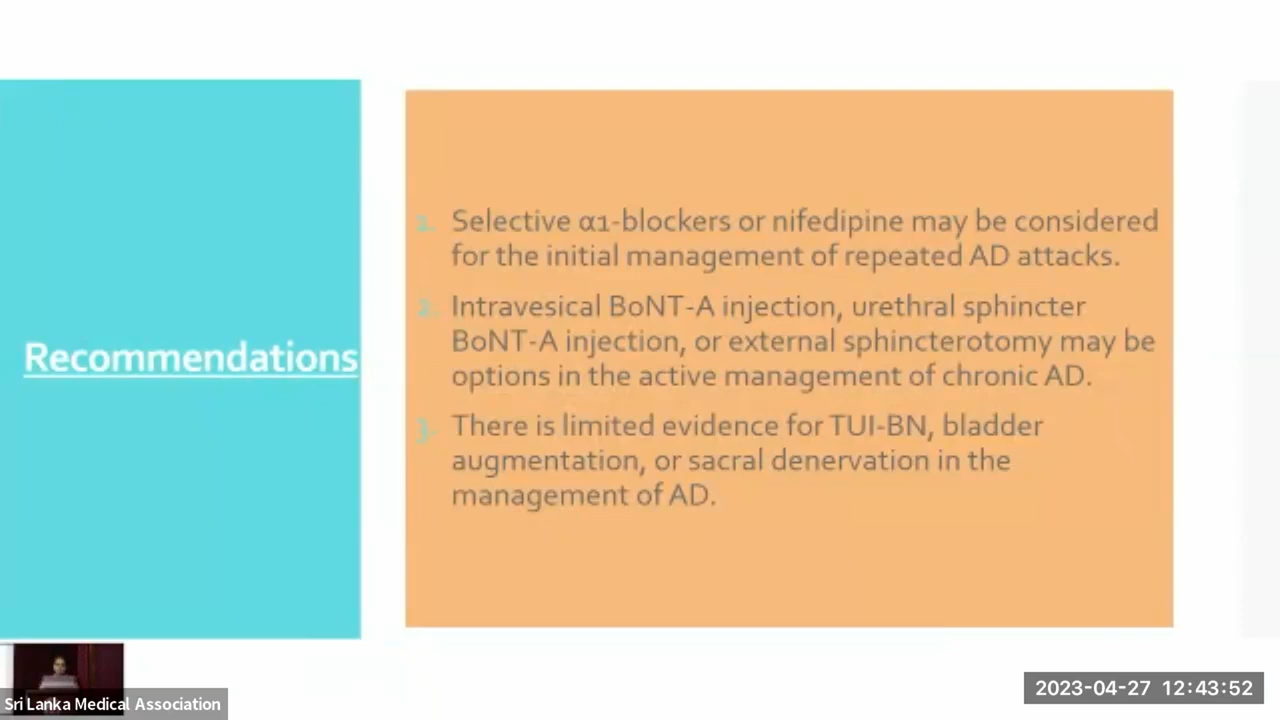 Recommendations
1. Selective α1-blockers or nifedipine may be considered
for the initial management of repeated AD attacks.
2. Intravesical BoNT-A injection, urethral sphincter
BoNT-A injection, or external sphincterotomy may be
options in the active management of chronic AD.
3. There is limited evidence for TUI-BN, bladder
augmentation, or sacral denervation in the
management of AD.
Sri Lanka Medical Association
2023-04-27 12:43:52